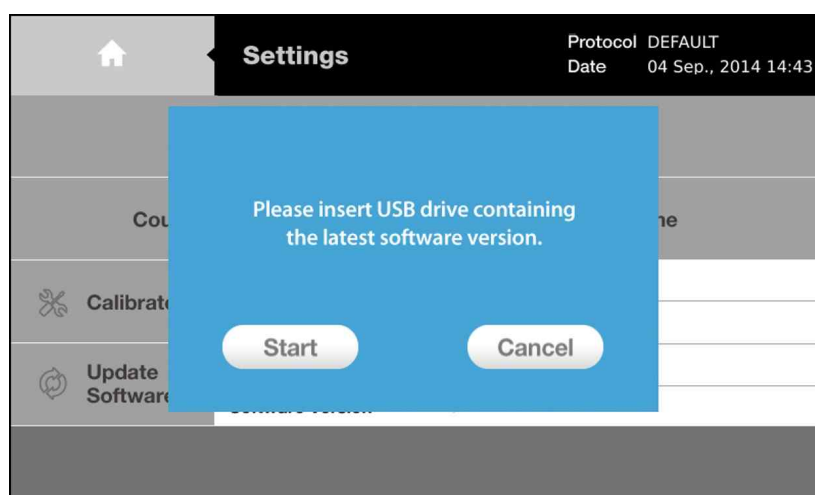 Settings
Protocol DEFAULT
Date 04 Sep., 2014 14:43
Please insert USB drive containing
the latest software version.
Start
Cancel
Calibrate
Update
Software